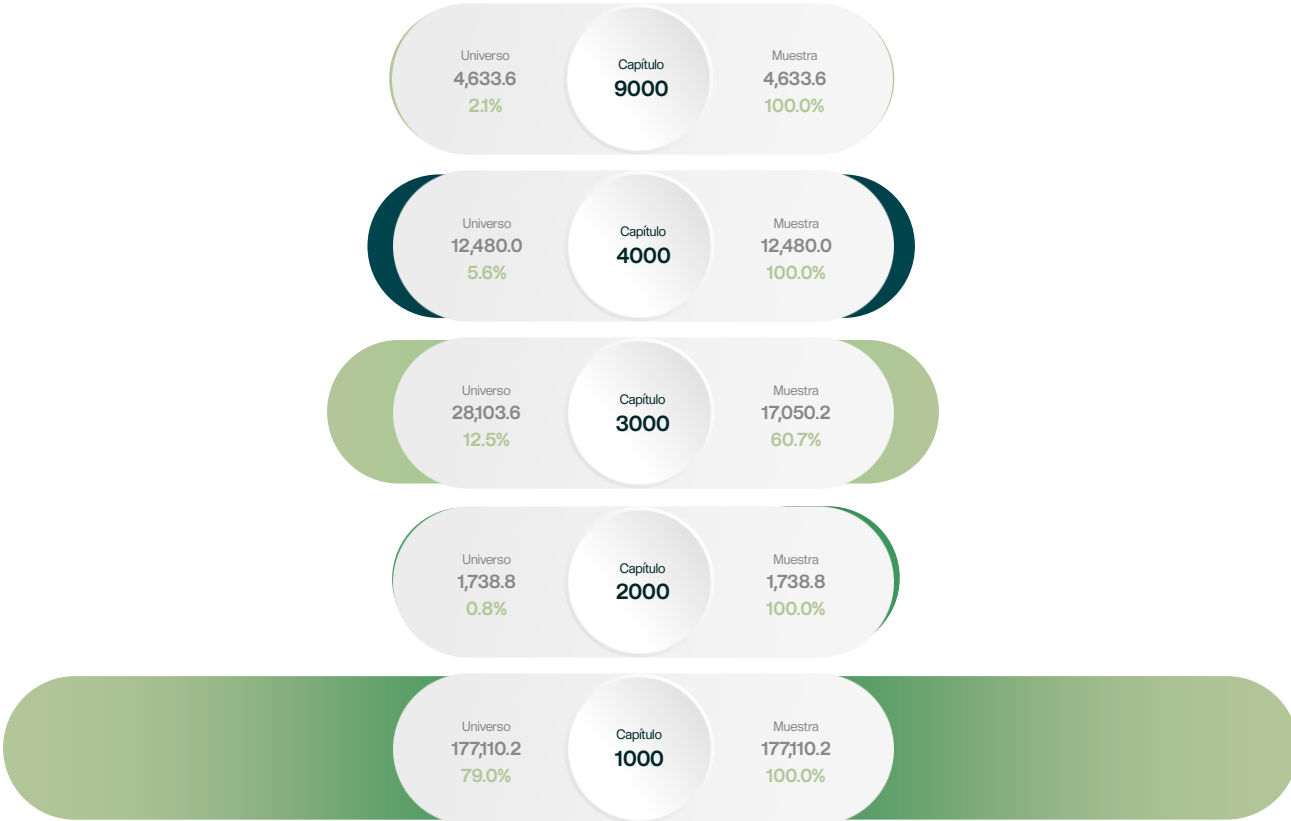 Universo
4,633.6
2.1%
Capítulo
9000
Muestra
4,633.6
100.0%
Universo
12,480.0
5.6%
Capítulo
4000
Muestra
12,480.0
100.0%
Universo
28,103.6
12.5%
Capítulo
3000
Muestra
17,050.2
60.7%
Universo
1,738.8
0.8%
Capítulo
2000
Muestra
1,738.8
100.0%
Universo
177,110.2
79.0%
Capítulo
1000
Muestra
177,110.2
100.0%